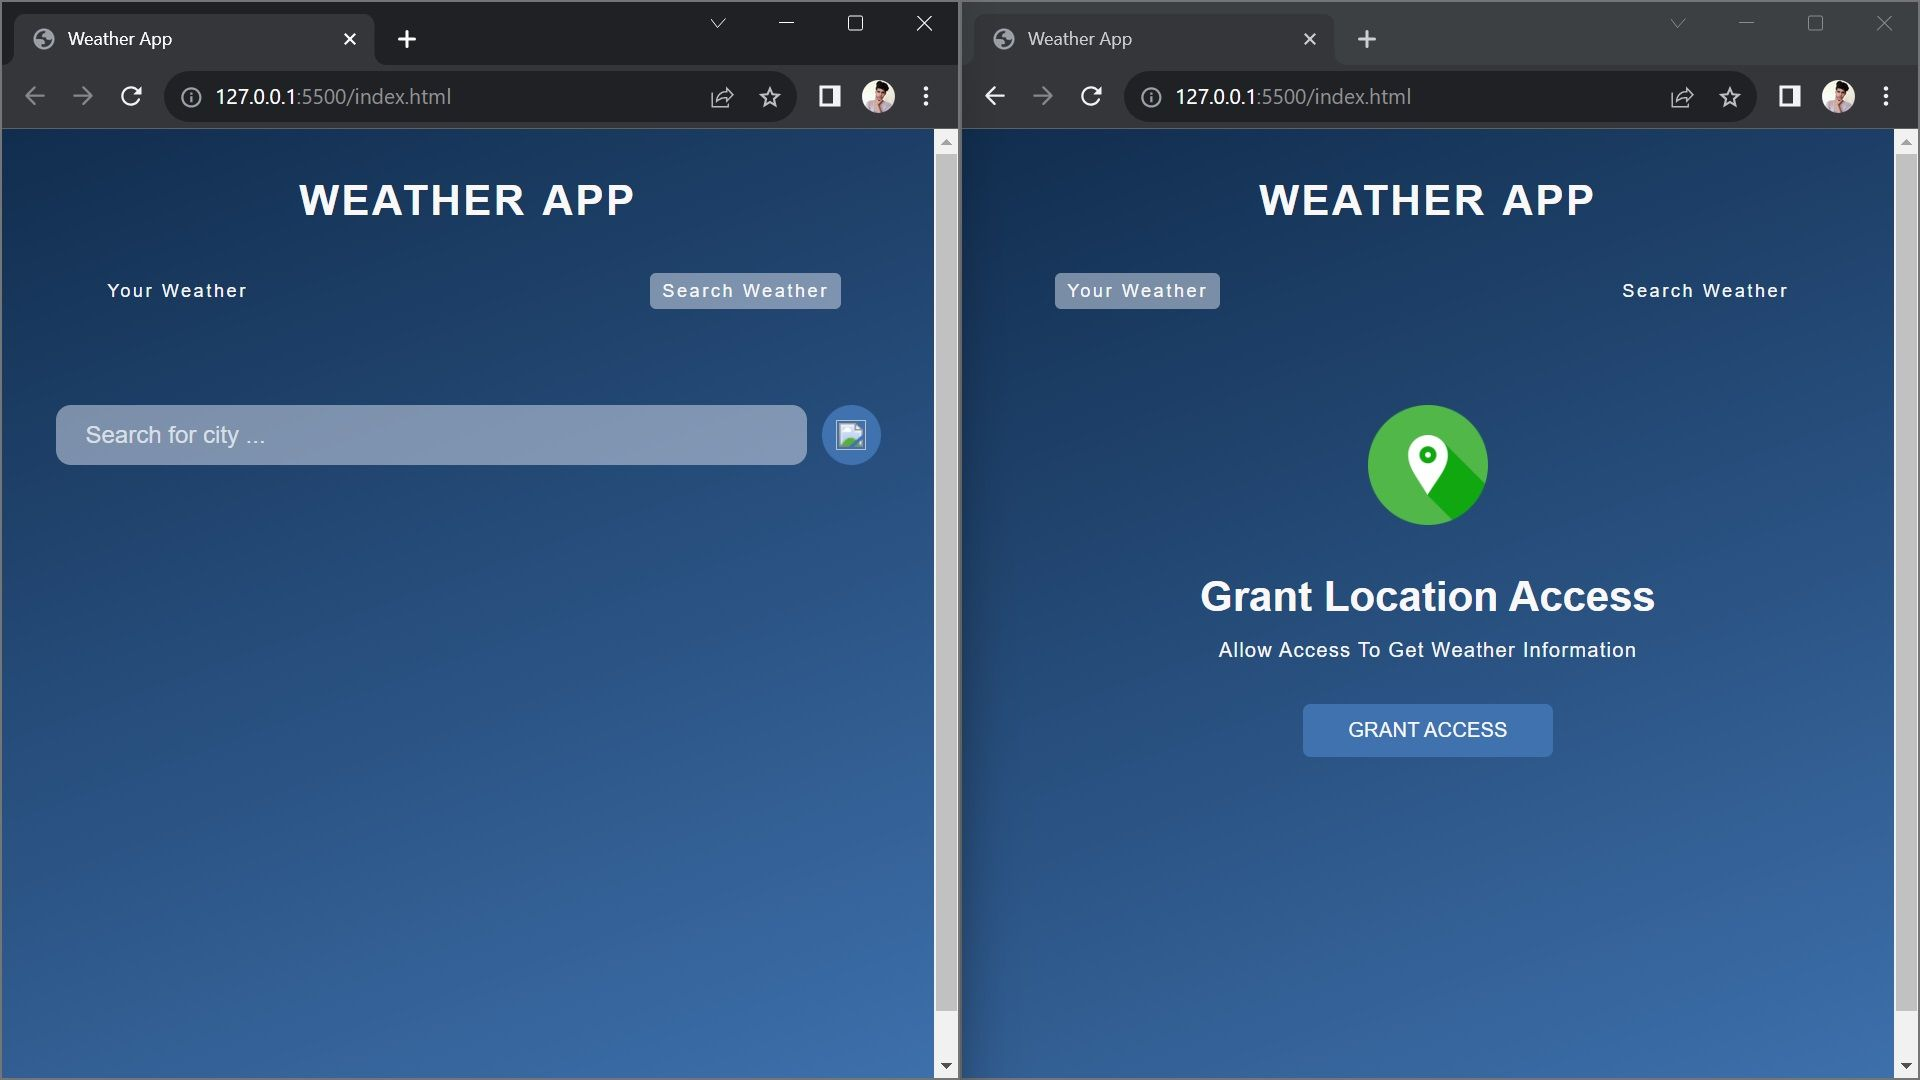 Weather App
127.0.0.1:5500/index.html
WEATHER APP
Your Weather
Search Weather
Search for city ...
Weather App
127.0.0.1:5500/index.html
WEATHER APP
Your Weather
Search Weather
Grant Location Access
Allow Access To Get Weather Information
GRANT ACCESS